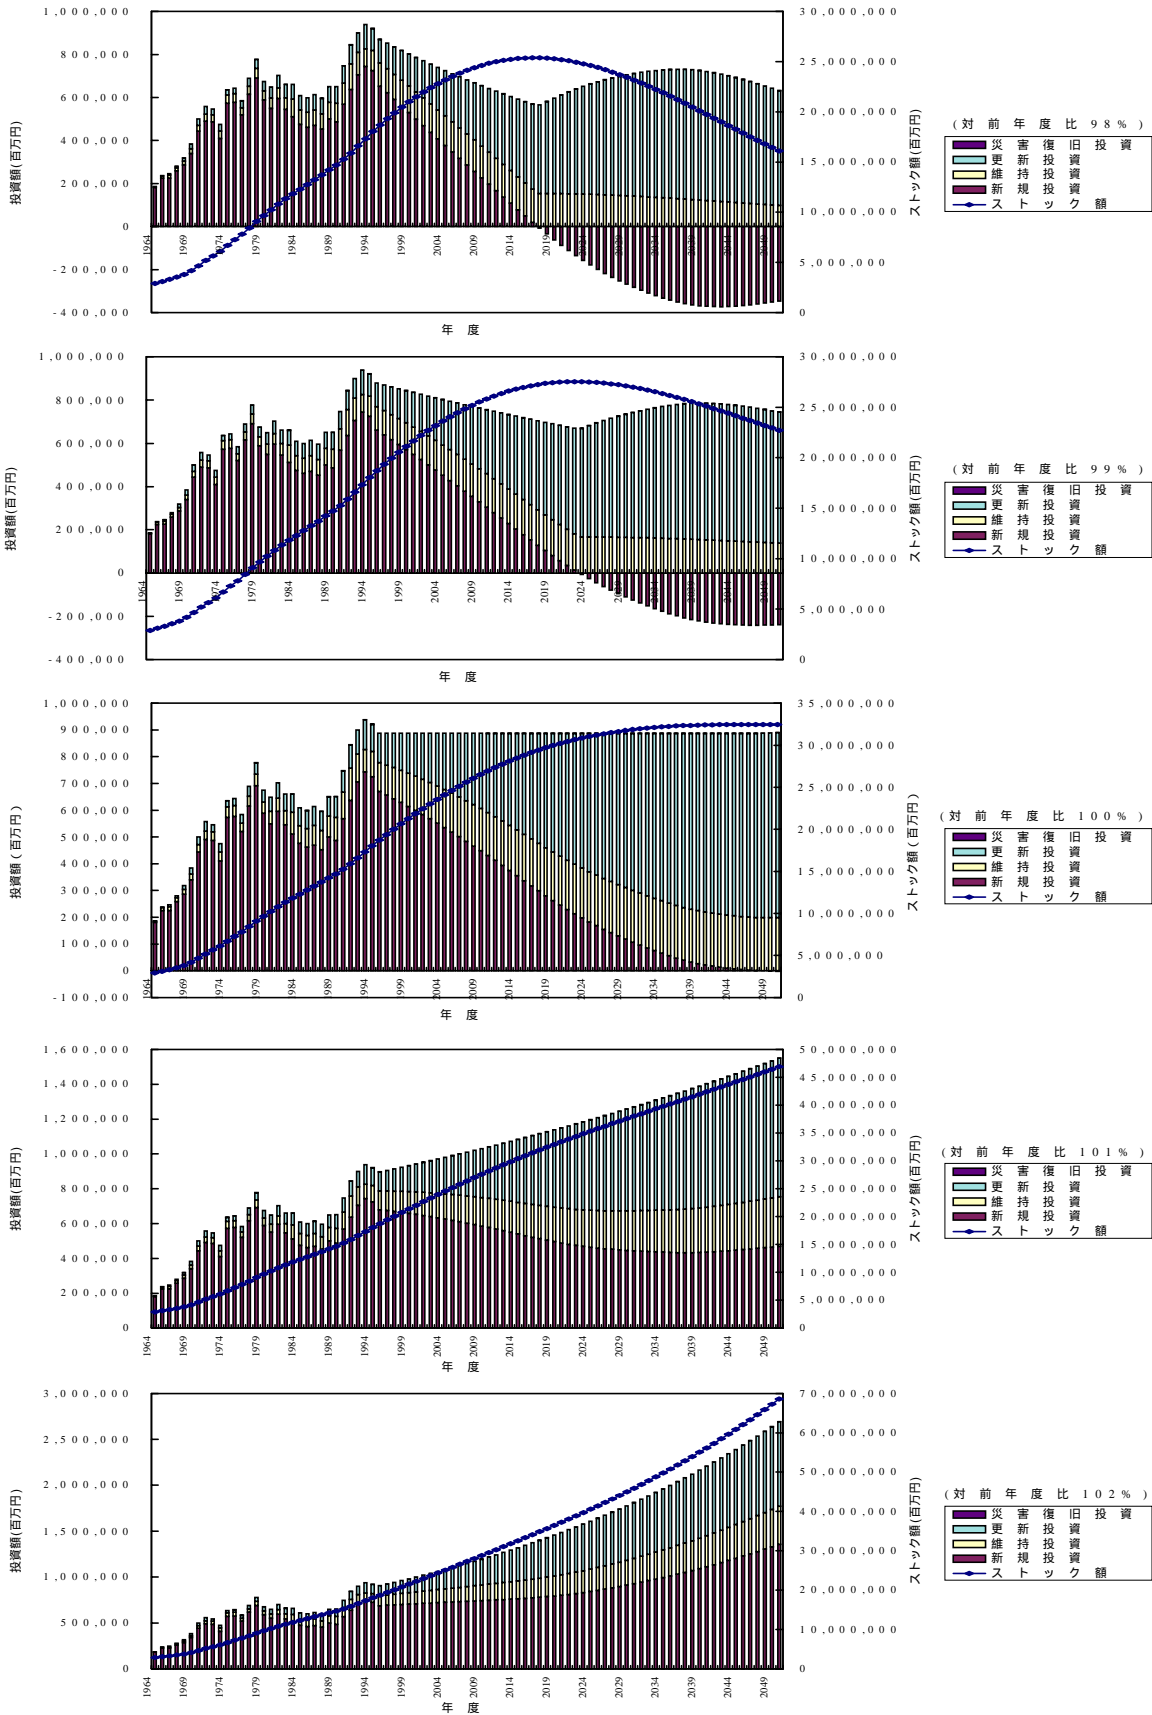 1,000,000
800,000
600,000
400,000
200,000
0
-200,000
-400,000
投資額(百万円)
30,000,000
25,000,000
20,000,000
15,000,000
10,000,000
5,000,000
0
ストック額(百万円)
1964 1969 1974 1979 1984 1989 1994 1999 2004 2009 2014 2019 2024 2029 2034 2039 2044 2049
年 度
(対 前 年 度 比 98%)
災 害 復 旧 投 資
更 新 投 資
維 持 投 資
新 規 投 資
ス ト ッ ク 額
1,000,000
800,000
600,000
400,000
200,000
0
-200,000
-400,000
投資額(百万円)
30,000,000
25,000,000
20,000,000
15,000,000
10,000,000
5,000,000
0
ストック額(百万円)
1964 1969 1974 1979 1984 1989 1994 1999 2004 2009 2014 2019 2024 2029 2034 2039 2044 2049
年 度
(対 前 年 度 比 99%)
災 害 復 旧 投 資
更 新 投 資
維 持 投 資
新 規 投 資
ス ト ッ ク 額
1,000,000
900,000
800,000
700,000
600,000
500,000
400,000
300,000
200,000
100,000
0
-100,000
投資額(百万円)
35,000,000
30,000,000
25,000,000
20,000,000
15,000,000
10,000,000
5,000,000
0
ストック額(百万円)
1964 1969 1974 1979 1984 1989 1994 1999 2004 2009 2014 2019 2024 2029 2034 2039 2044 2049
年 度
(対 前 年 度 比 100%)
災 害 復 旧 投 資
更 新 投 資
維 持 投 資
新 規 投 資
ス ト ッ ク 額
1,600,000
1,400,000
1,200,000
1,000,000
800,000
600,000
400,000
200,000
0
投資額(百万円)
50,000,000
45,000,000
40,000,000
35,000,000
30,000,000
25,000,000
20,000,000
15,000,000
10,000,000
5,000,000
0
ストック額(百万円)
1964 1969 1974 1979 1984 1989 1994 1999 2004 2009 2014 2019 2024 2029 2034 2039 2044 2049
年 度
(対 前 年 度 比 101%)
災 害 復 旧 投 資
更 新 投 資
維 持 投 資
新 規 投 資
ス ト ッ ク 額
3,000,000
2,500,000
2,000,000
1,500,000
1,000,000
500,000
0
投資額(百万円)
70,000,000
60,000,000
50,000,000
40,000,000
30,000,000
20,000,000
10,000,000
0
ストック額(百万円)
1964 1969 1974 1979 1984 1989 1994 1999 2004 2009 2014 2019 2024 2029 2034 2039 2044 2049
年 度
(対 前 年 度 比 102%)
災 害 復 旧 投 資
更 新 投 資
維 持 投 資
新 規 投 資
ス ト ッ ク 額